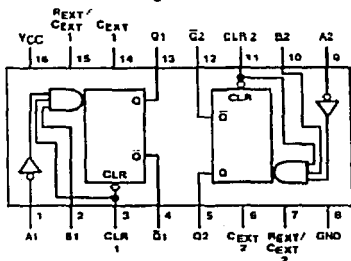 REXT/ CEXT 1
CEXT 1
VCC Q1 Q̅2 CLR 2 B2 A2
16 15 14 13 12 11 10 9
CLR
Q Q̅
Q̅ Q
CLR
1 2 3 4 5 6 7 8
A1 B1 CLR 1 Q̅1 Q2 CEXT 2 REXT/ CEXT 2 GND